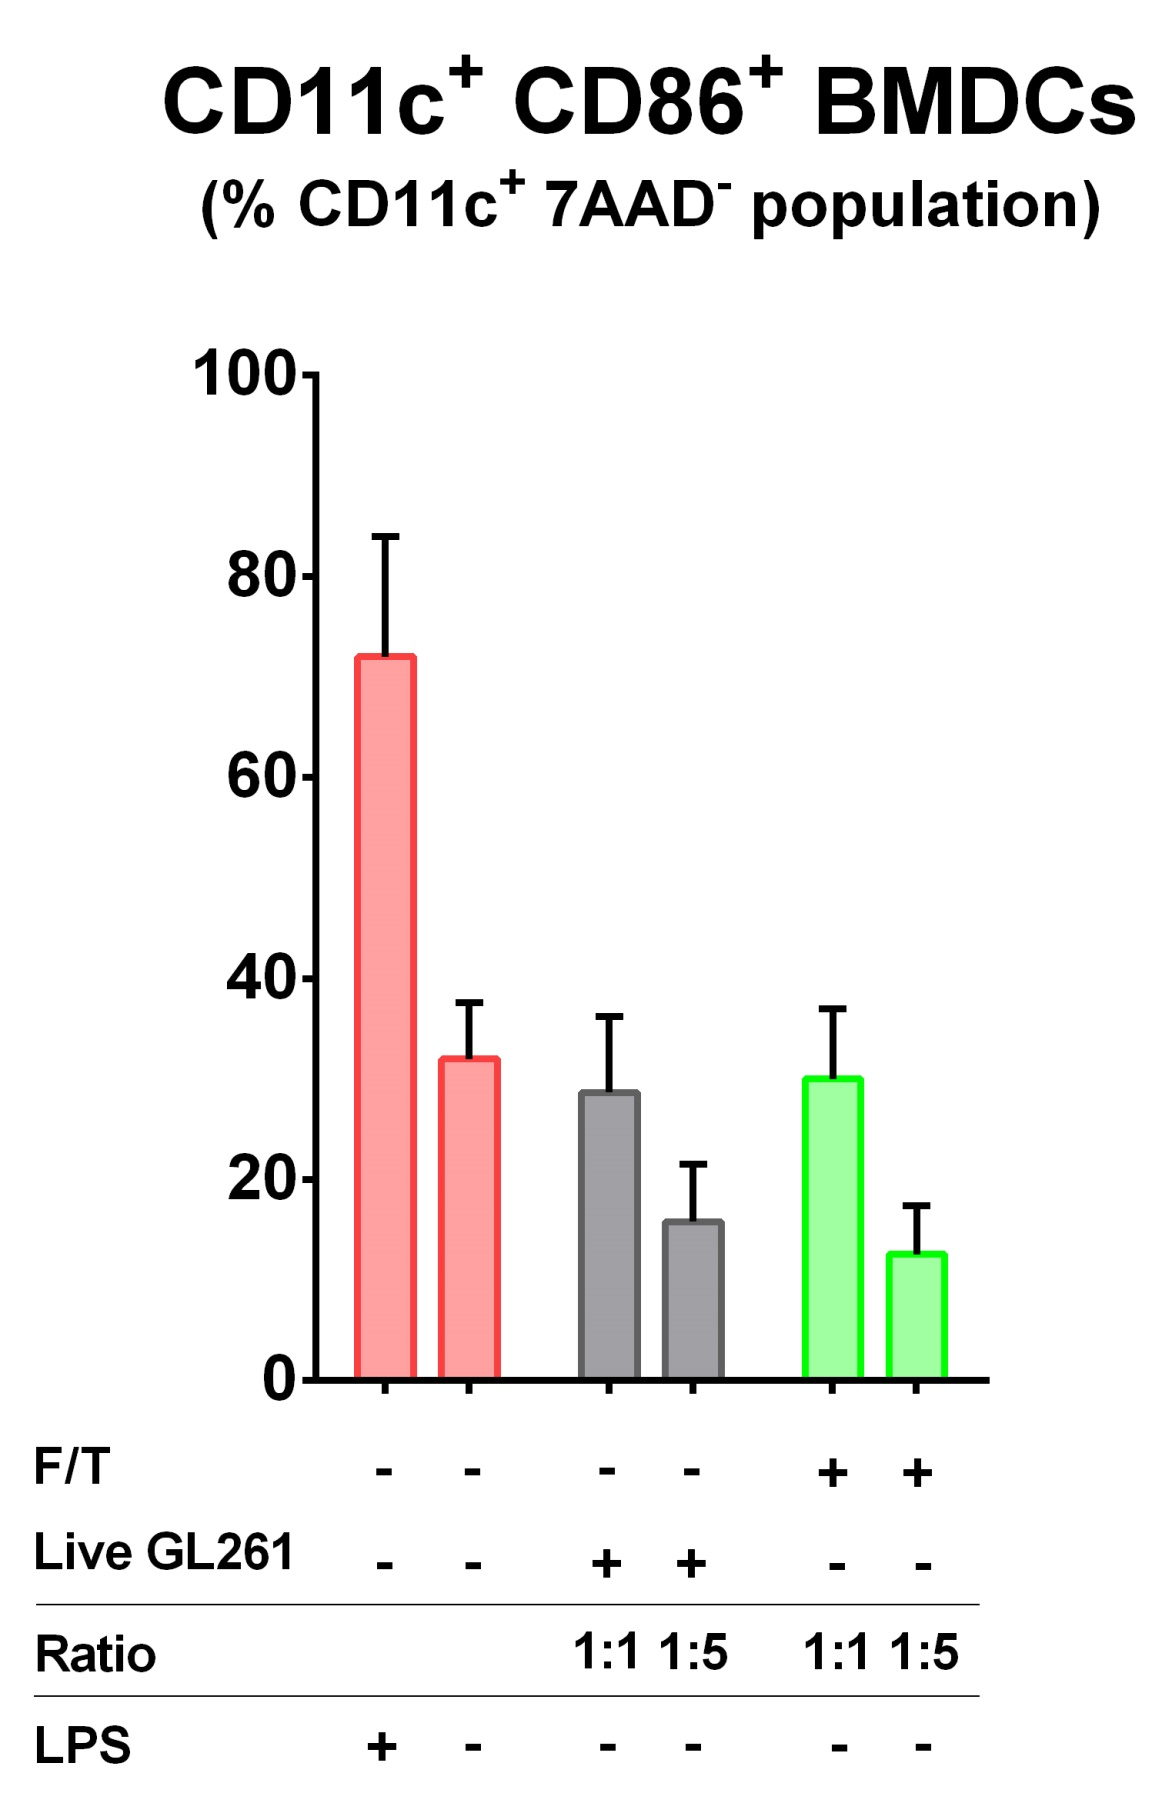 CD11c⁺ CD86⁺ BMDCs
(% CD11c⁺ 7AAD⁻ population)
100
80
60
40
20
0
F/T - - - - + +
Live GL261 - - + + - -
Ratio 1:1 1:5 1:1 1:5
LPS + - - - - -